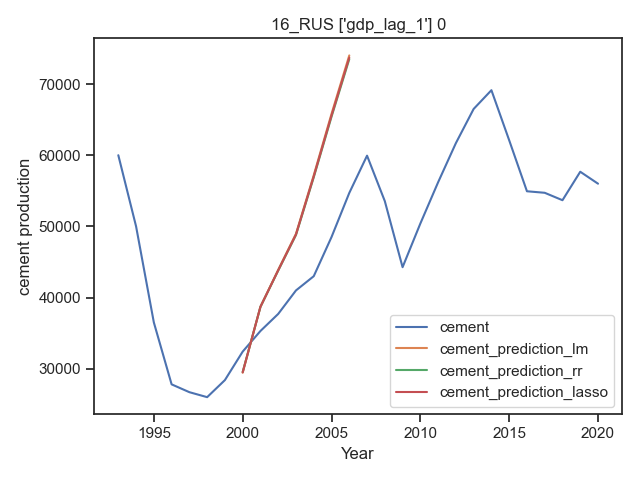 16_RUS ['gdp_lag_1'] 0
70000
60000
50000
40000
30000
cement production
1995
2000
2005
2010
2015
2020
Year
cement
cement_prediction_lm
cement_prediction_rr
cement_prediction_lasso